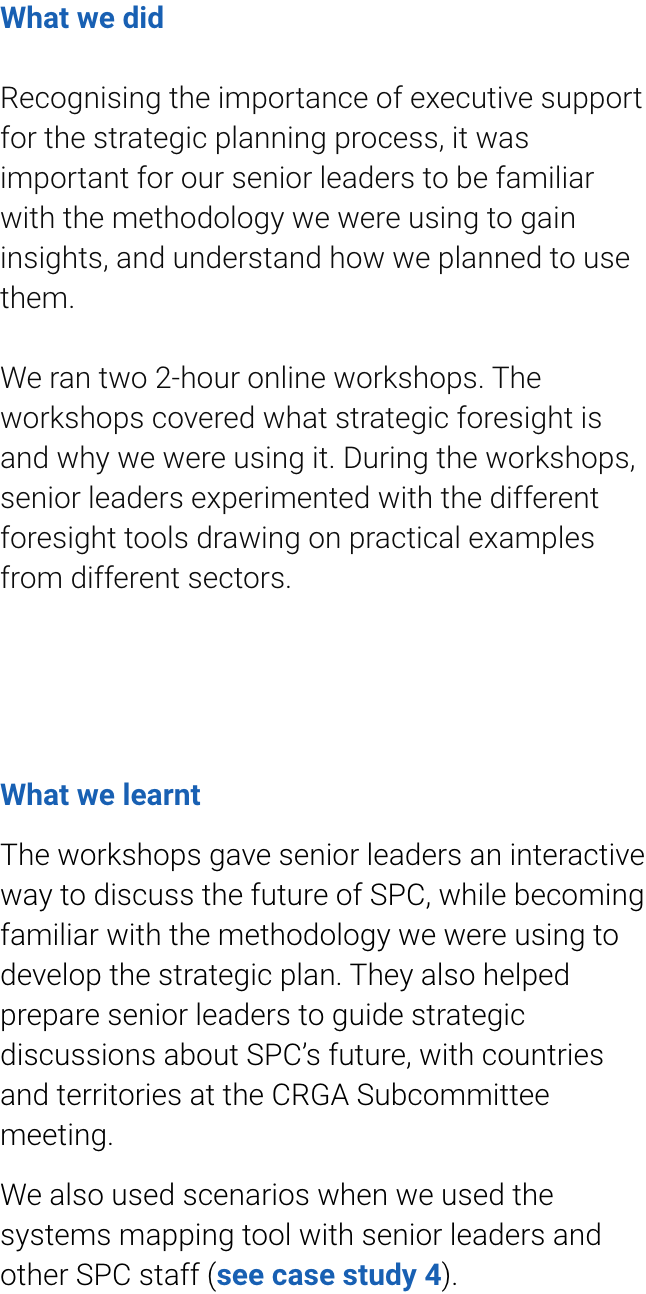 What we did
Recognising the importance of executive support
for the strategic planning process, it was
important for our senior leaders to be familiar
with the methodology we were using to gain
insights, and understand how we planned to use
them.
We ran two 2-hour online workshops. The
workshops covered what strategic foresight is
and why we were using it. During the workshops,
senior leaders experimented with the different
foresight tools drawing on practical examples
from different sectors.
What we learnt
The workshops gave senior leaders an interactive
way to discuss the future of SPC, while becoming
familiar with the methodology we were using to
develop the strategic plan. They also helped
prepare senior leaders to guide strategic
discussions about SPC’s future, with countries
and territories at the CRGA Subcommittee
meeting.
We also used scenarios when we used the
systems mapping tool with senior leaders and
other SPC staff (see case study 4).